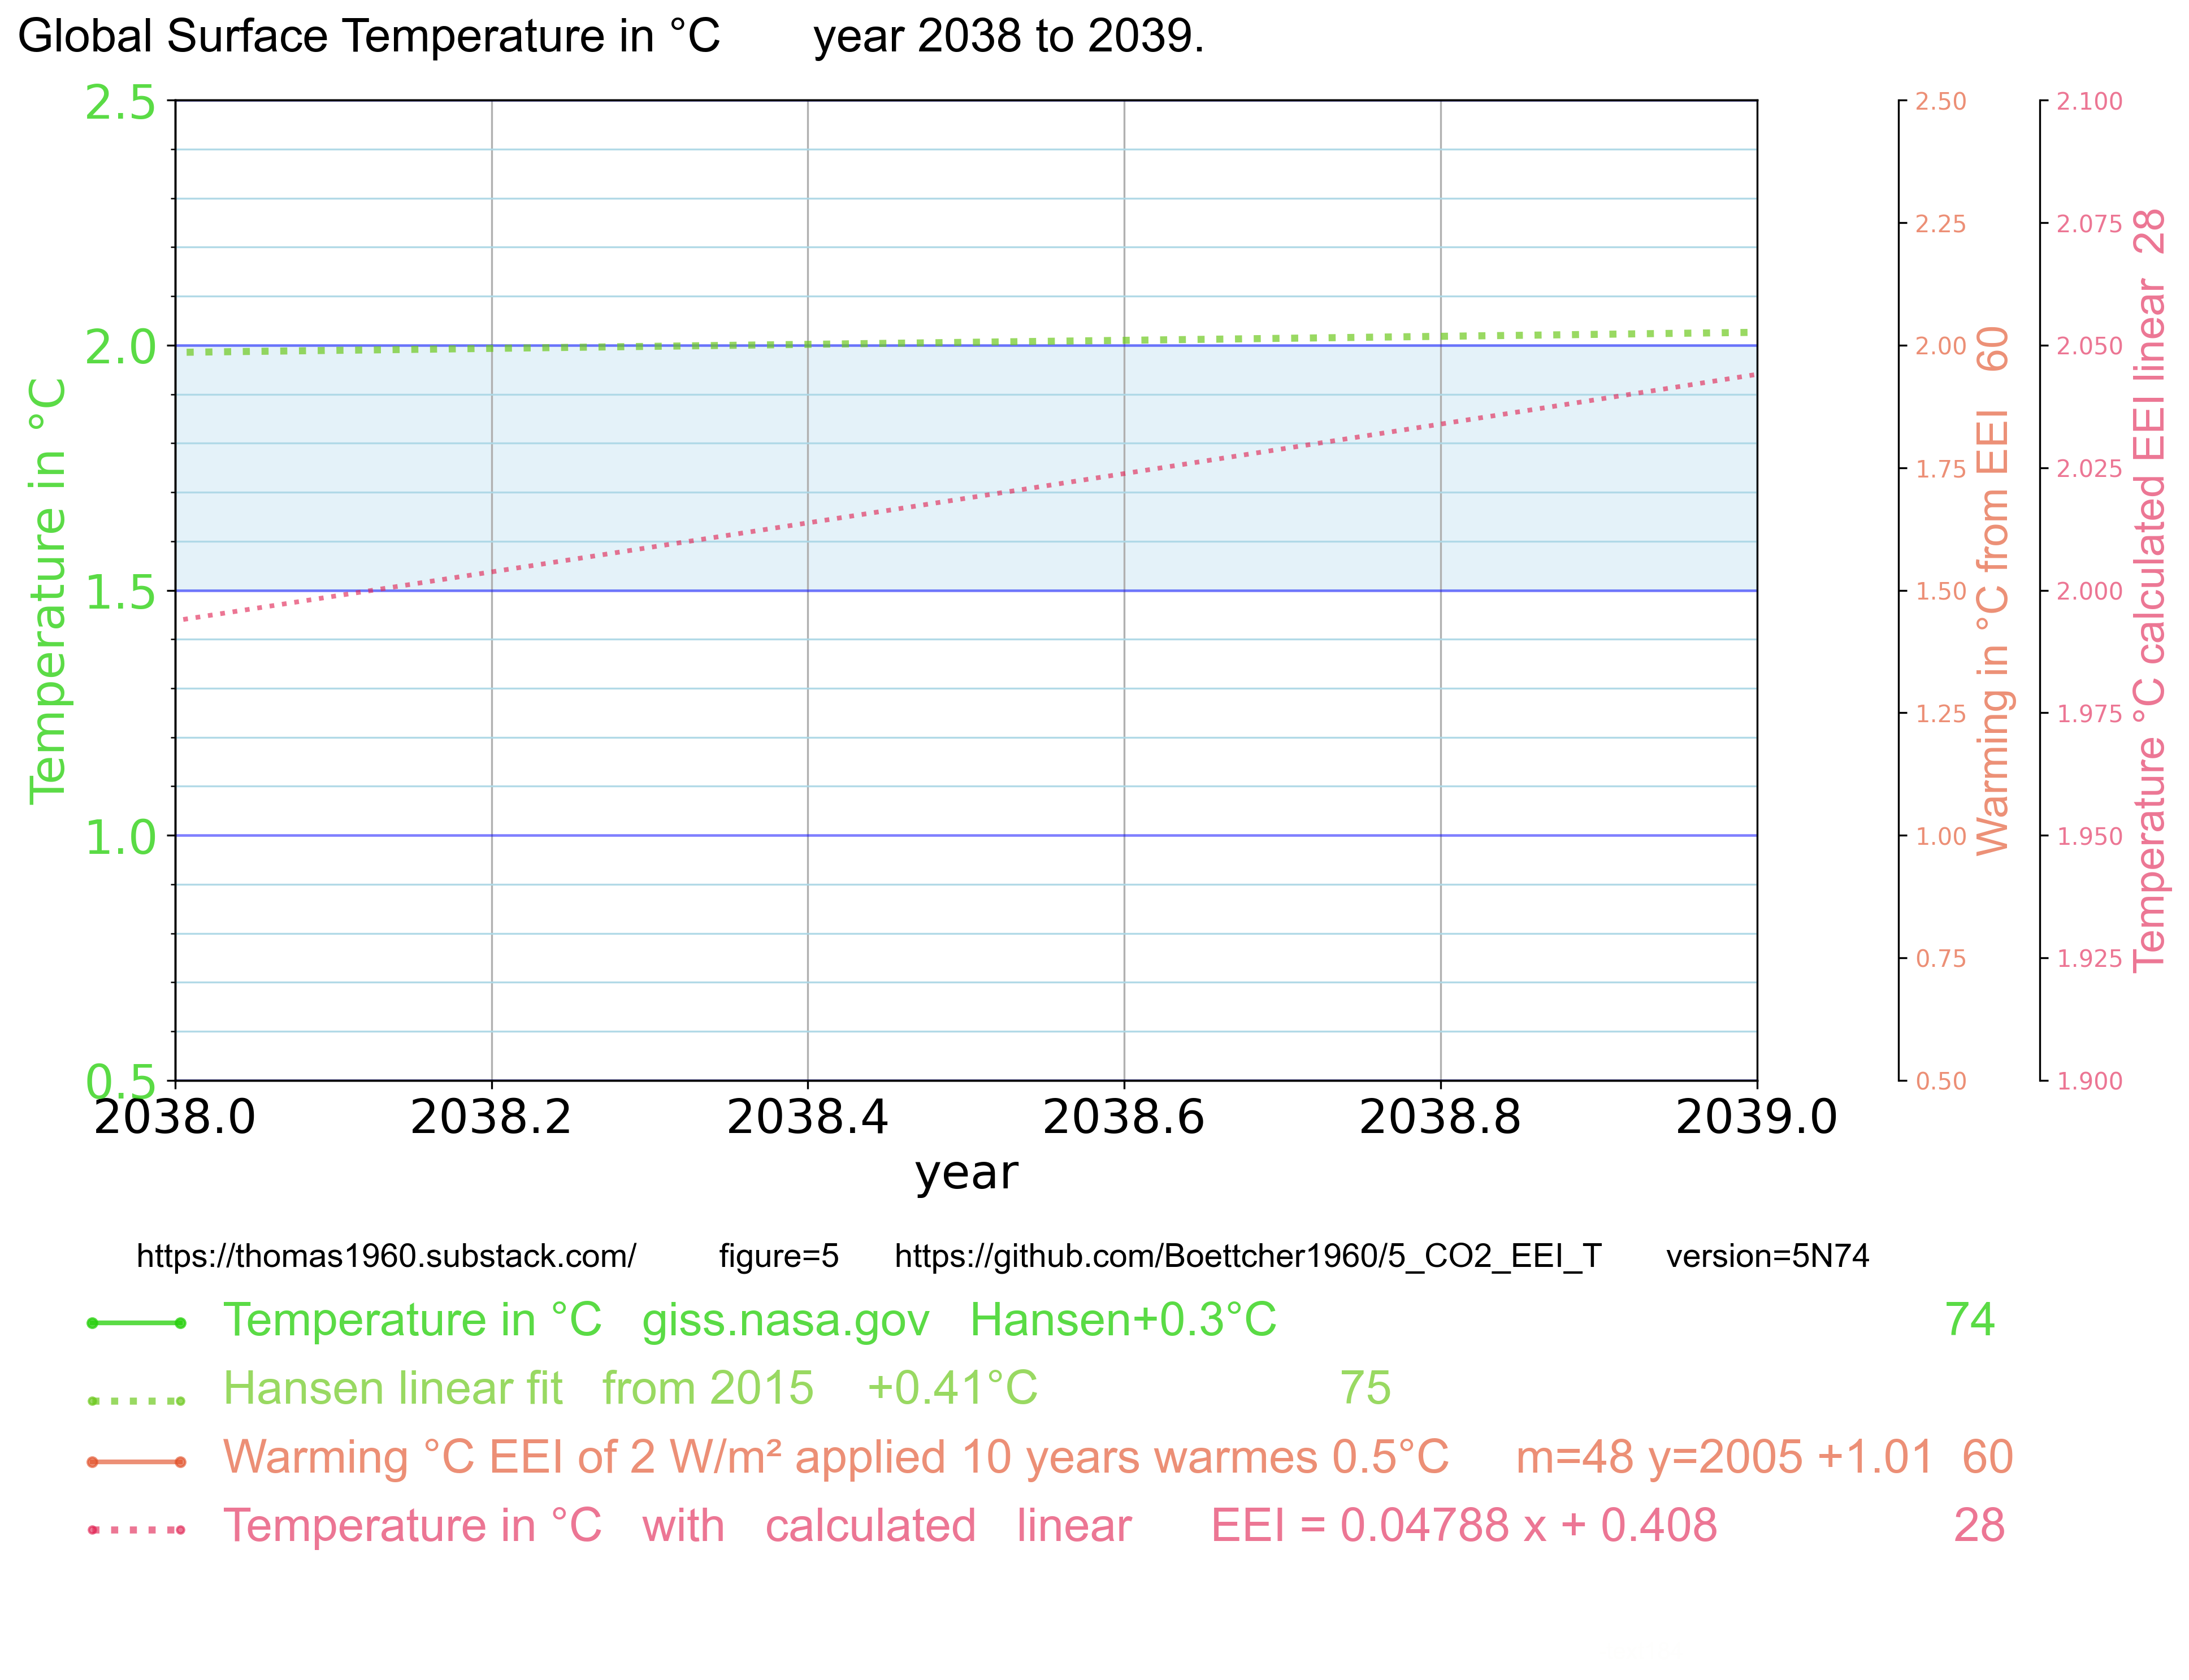 Global Surface Temperature in °C year 2038 to 2039.
2.5
2.0
1.5
1.0
0.5
Temperature in °C
2038.0 2038.2 2038.4 2038.6 2038.8 2039.0
year
2.50
2.25
2.00
1.75
1.50
1.25
1.00
0.75
0.50
Warming in °C from EEI 60
2.100
2.075
2.050
2.025
2.000
1.975
1.950
1.925
1.900
Temperature °C calculated EEI linear 28
https://thomas1960.substack.com/ figure=5 https://github.com/Boettcher1960/5_CO2_EEI_T version=5N74
Temperature in °C giss.nasa.gov Hansen+0.3°C 74
Hansen linear fit from 2015 +0.41°C 75
Warming °C EEI of 2 W/m² applied 10 years warmes 0.5°C m=48 y=2005 +1.01 60
Temperature in °C with calculated linear EEI = 0.04788 x + 0.408 28